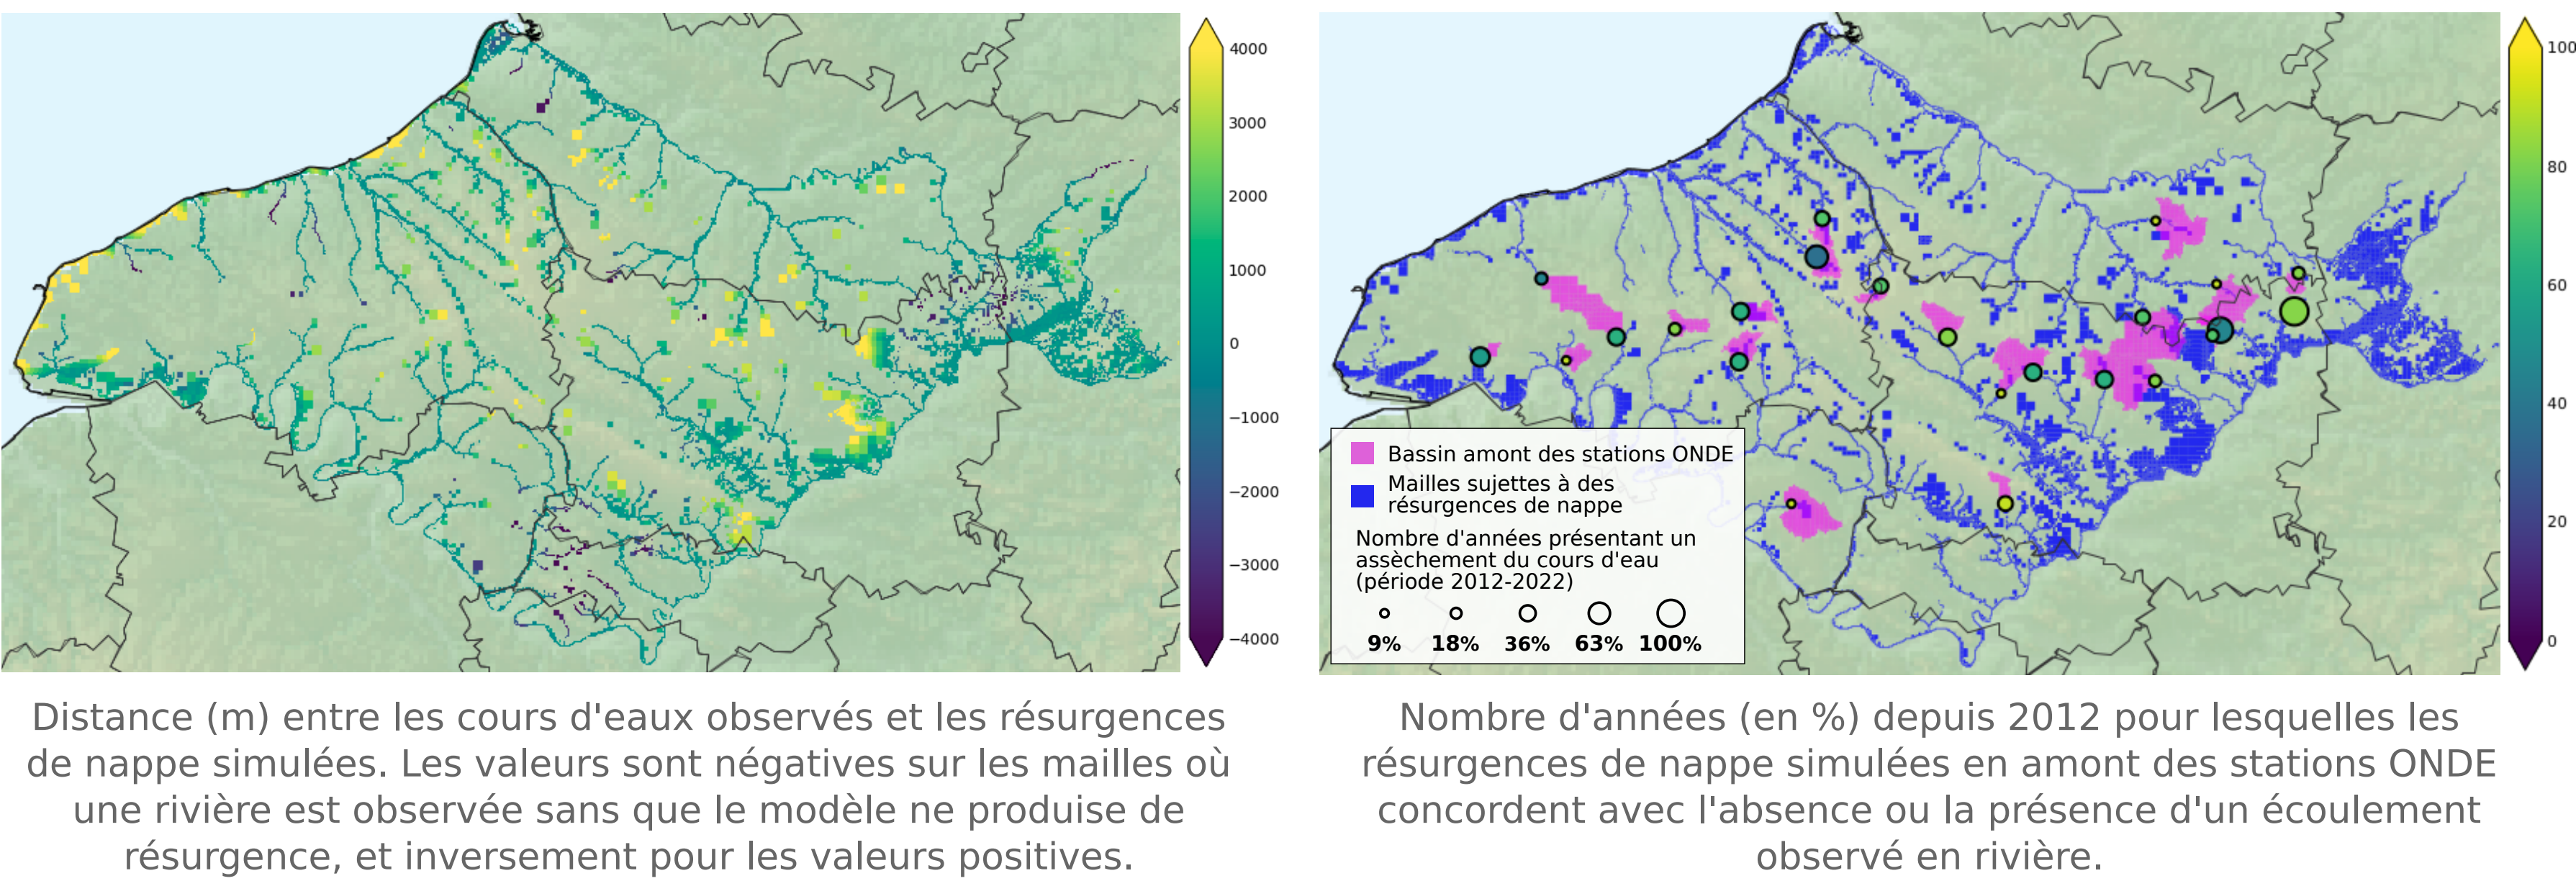 4000
3000
2000
1000
0
−1000
−2000
−3000
−4000
Distance (m) entre les cours d'eaux observés et les résurgences
de nappe simulées. Les valeurs sont négatives sur les mailles où
une rivière est observée sans que le modèle ne produise de
résurgence, et inversement pour les valeurs positives.
100
80
60
40
20
0
Bassin amont des stations ONDE
Mailles sujettes à des
résurgences de nappe
Nombre d'années présentant un
assèchement du cours d'eau
(période 2012-2022)
9% 18% 36% 63% 100%
Nombre d'années (en %) depuis 2012 pour lesquelles les
résurgences de nappe simulées en amont des stations ONDE
concordent avec l'absence ou la présence d'un écoulement
observé en rivière.